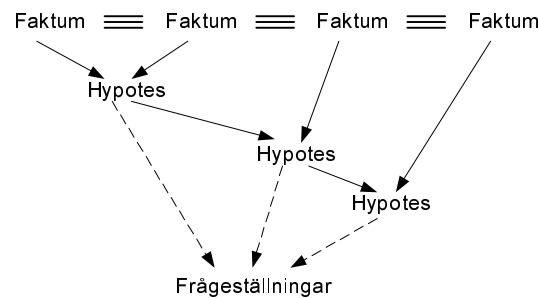 Faktum Faktum Faktum Faktum
Hypotes
Hypotes
Hypotes
Frågeställningar